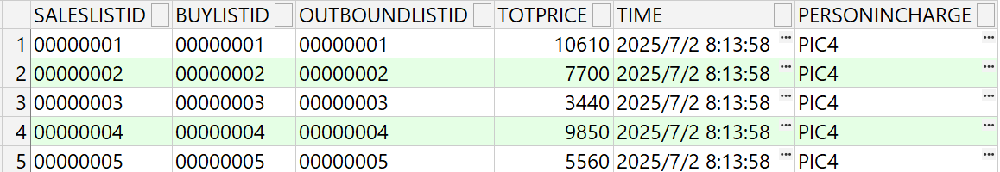 SALESLISTID BUYLISTID OUTBOUNDLISTID TOTPRICE TIME PERSONINCHARGE
1 00000001 00000001 00000001 10610 2025/7/2 8:13:58 ··· PIC4 ···
2 00000002 00000002 00000002 7700 2025/7/2 8:13:58 ··· PIC4 ···
3 00000003 00000003 00000003 3440 2025/7/2 8:13:58 ··· PIC4 ···
4 00000004 00000004 00000004 9850 2025/7/2 8:13:58 ··· PIC4 ···
5 00000005 00000005 00000005 5560 2025/7/2 8:13:58 ··· PIC4 ···